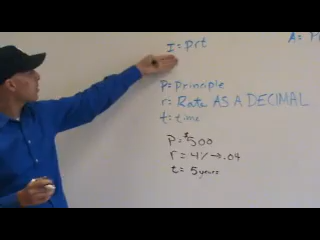 I = prt
A =
P = Principle
r = Rate AS A DECIMAL
t = time
P = $500
r = 4% → .04
t = 5 years